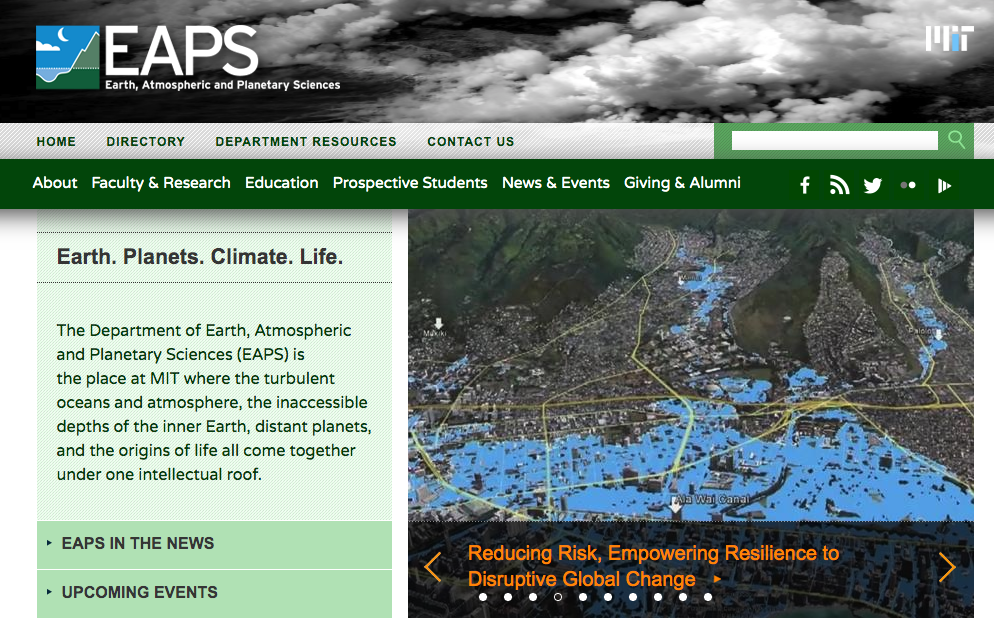 EAPS
Earth, Atmospheric and Planetary Sciences
MIT
HOME DIRECTORY DEPARTMENT RESOURCES CONTACT US
About Faculty & Research Education Prospective Students News & Events Giving & Alumni
Earth. Planets. Climate. Life.
The Department of Earth, Atmospheric
and Planetary Sciences (EAPS) is
the place at MIT where the turbulent
oceans and atmosphere, the inaccessible
depths of the inner Earth, distant planets,
and the origins of life all come together
under one intellectual roof.
EAPS IN THE NEWS
UPCOMING EVENTS
Makiki
Palolo
Ala Wai Canal
Reducing Risk, Empowering Resilience to
Disruptive Global Change